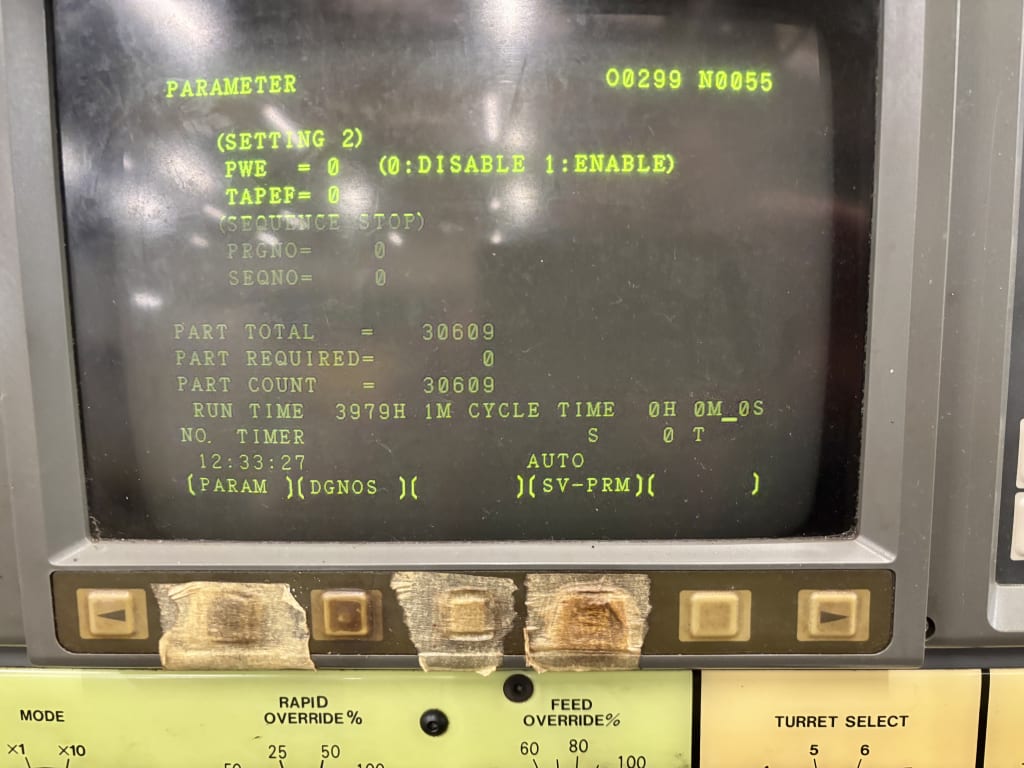 PARAMETER O0299 N0055
(SETTING 2)
PWE = 0 (0:DISABLE 1:ENABLE)
TAPEF= 0
(SEQUENCE STOP)
PRGNO= 0
SEQNO= 0
PART TOTAL = 30609
PART REQUIRED= 0
PART COUNT = 30609
RUN TIME 3979H 1M CYCLE TIME 0H 0M_0S
NO. TIMER S 0 T
12:33:27 AUTO
(PARAM )(DGNOS )( )(SV-PRM)( )
MODE
×1 ×10
RAPID
OVERRIDE%
25 50
50 100
FEED
OVERRIDE%
60 80 100
TURRET SELECT
5 6